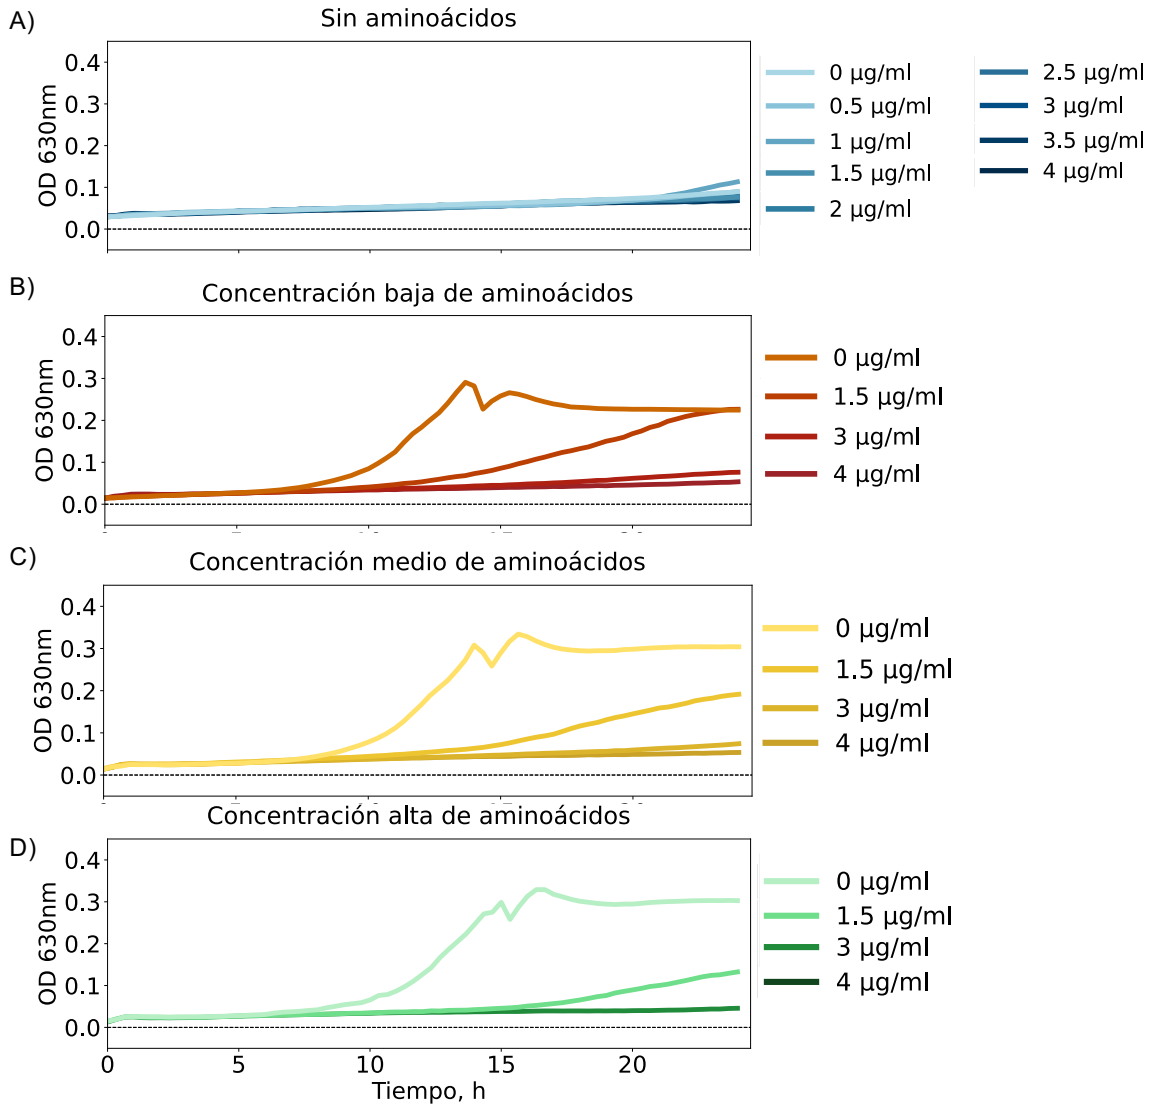 A)
Sin aminoácidos
OD 630nm
0.4
0.3
0.2
0.1
0.0
0 µg/ml
0.5 µg/ml
1 µg/ml
1.5 µg/ml
2 µg/ml
2.5 µg/ml
3 µg/ml
3.5 µg/ml
4 µg/ml
B)
Concentración baja de aminoácidos
OD 630nm
0.4
0.3
0.2
0.1
0.0
0 µg/ml
1.5 µg/ml
3 µg/ml
4 µg/ml
C)
Concentración medio de aminoácidos
OD 630nm
0.4
0.3
0.2
0.1
0.0
0 µg/ml
1.5 µg/ml
3 µg/ml
4 µg/ml
Concentración alta de aminoácidos
D)
OD 630nm
0.4
0.3
0.2
0.1
0.0
0 µg/ml
1.5 µg/ml
3 µg/ml
4 µg/ml
0 5 10 15 20
Tiempo, h